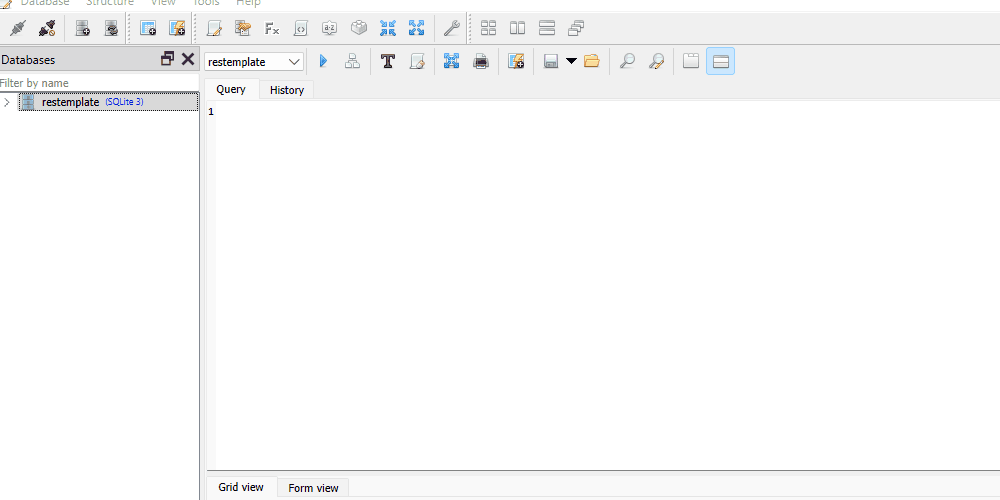 Database Structure View Tools Help
Databases
Filter by name
restemplate (SQLite 3)
restemplate
T
Query History
1
Grid view Form view